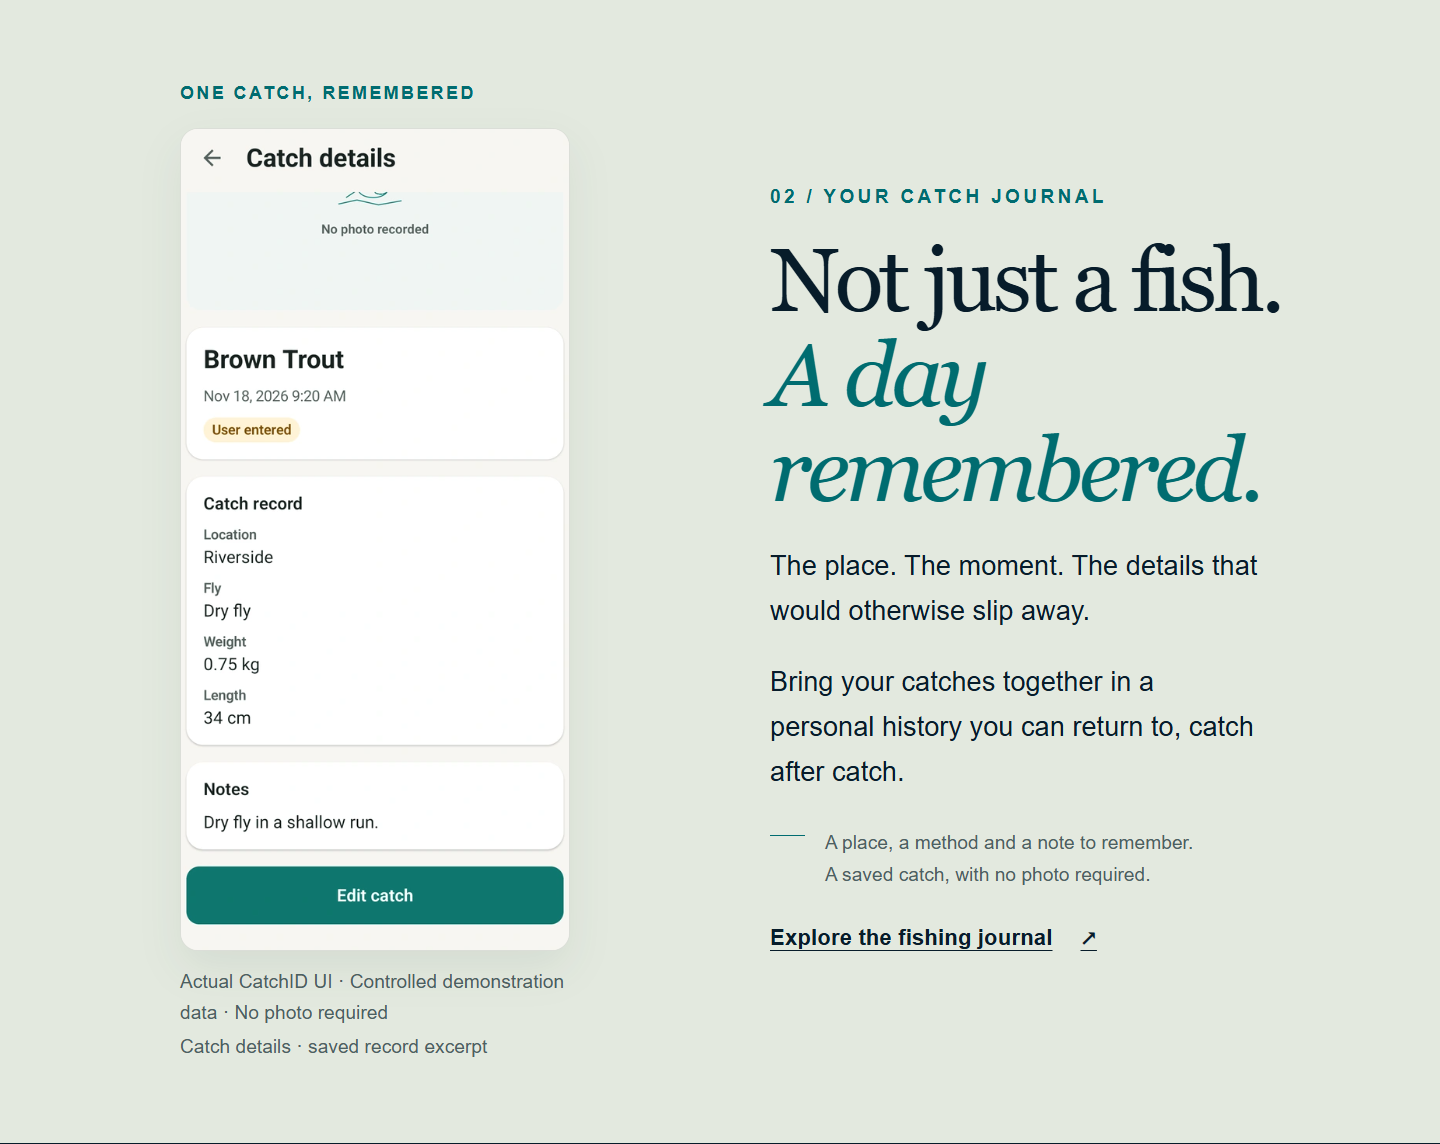 ONE CATCH, REMEMBERED
Catch details
No photo recorded
Brown Trout
Nov 18, 2026 9:20 AM
User entered
Catch record
Location
Riverside
Fly
Dry fly
Weight
0.75 kg
Length
34 cm
Notes
Dry fly in a shallow run.
Edit catch
Actual CatchID UI · Controlled demonstration
data · No photo required
Catch details · saved record excerpt
02 / YOUR CATCH JOURNAL
Not just a fish.
A day
remembered.
The place. The moment. The details that
would otherwise slip away.
Bring your catches together in a
personal history you can return to, catch
after catch.
A place, a method and a note to remember.
A saved catch, with no photo required.
Explore the fishing journal ↗